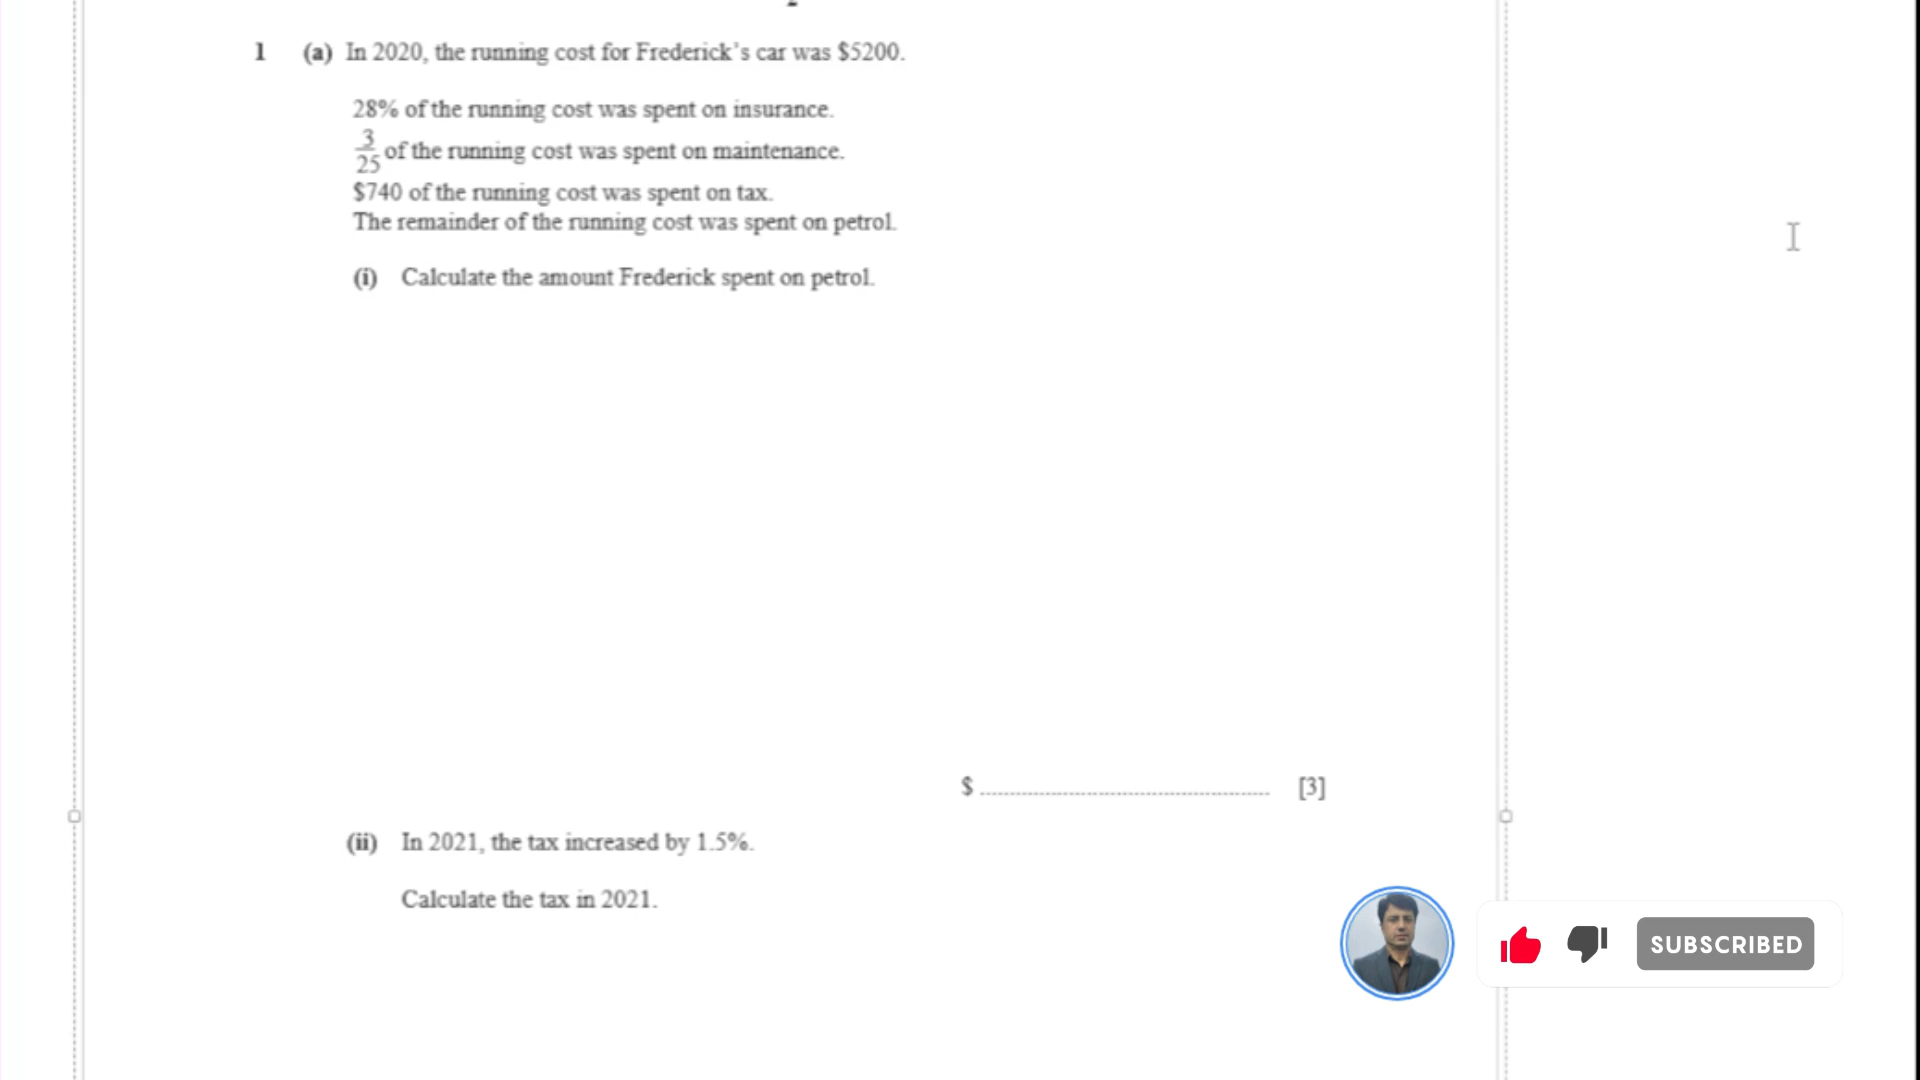 1 (a) In 2020, the running cost for Frederick's car was $5200.
28% of the running cost was spent on insurance.
3/25 of the running cost was spent on maintenance.
$740 of the running cost was spent on tax.
The remainder of the running cost was spent on petrol.
(i) Calculate the amount Frederick spent on petrol.
$ ................................................ [3]
(ii) In 2021, the tax increased by 1.5%.
Calculate the tax in 2021.
SUBSCRIBED